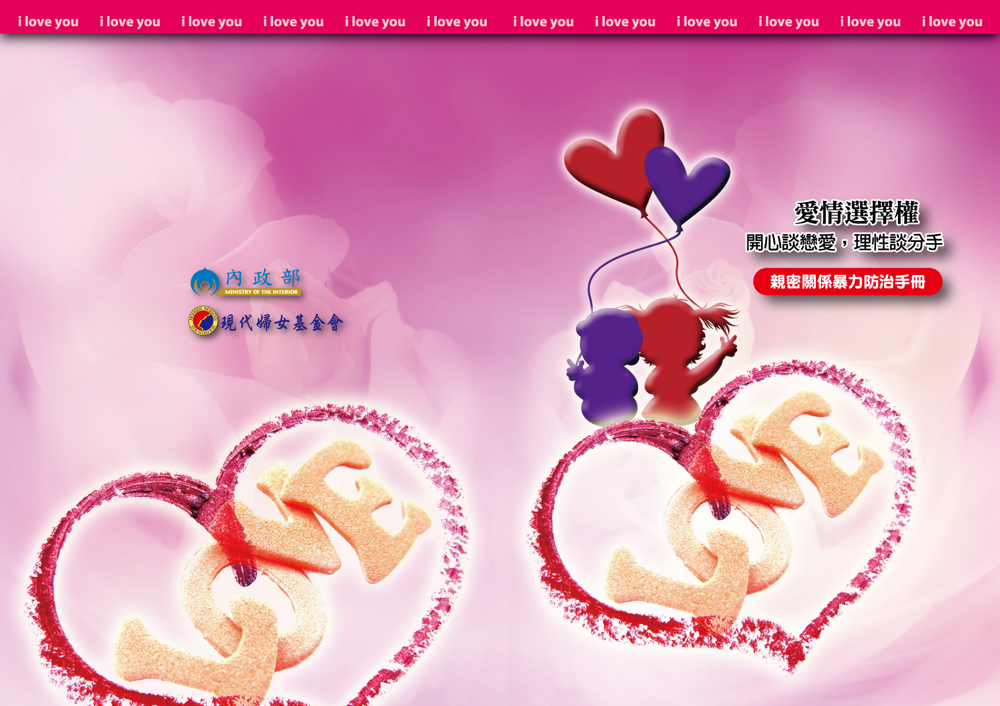 i love you i love you i love you i love you i love you i love you i love you i love you i love you i love you i love you i love you
內政部
MINISTRY OF THE INTERIOR
MODERN WOMEN'S FOUNDATION
現代婦女基金會
LOVE
愛情選擇權
開心談戀愛，理性談分手
親密關係暴力防治手冊
LOVE